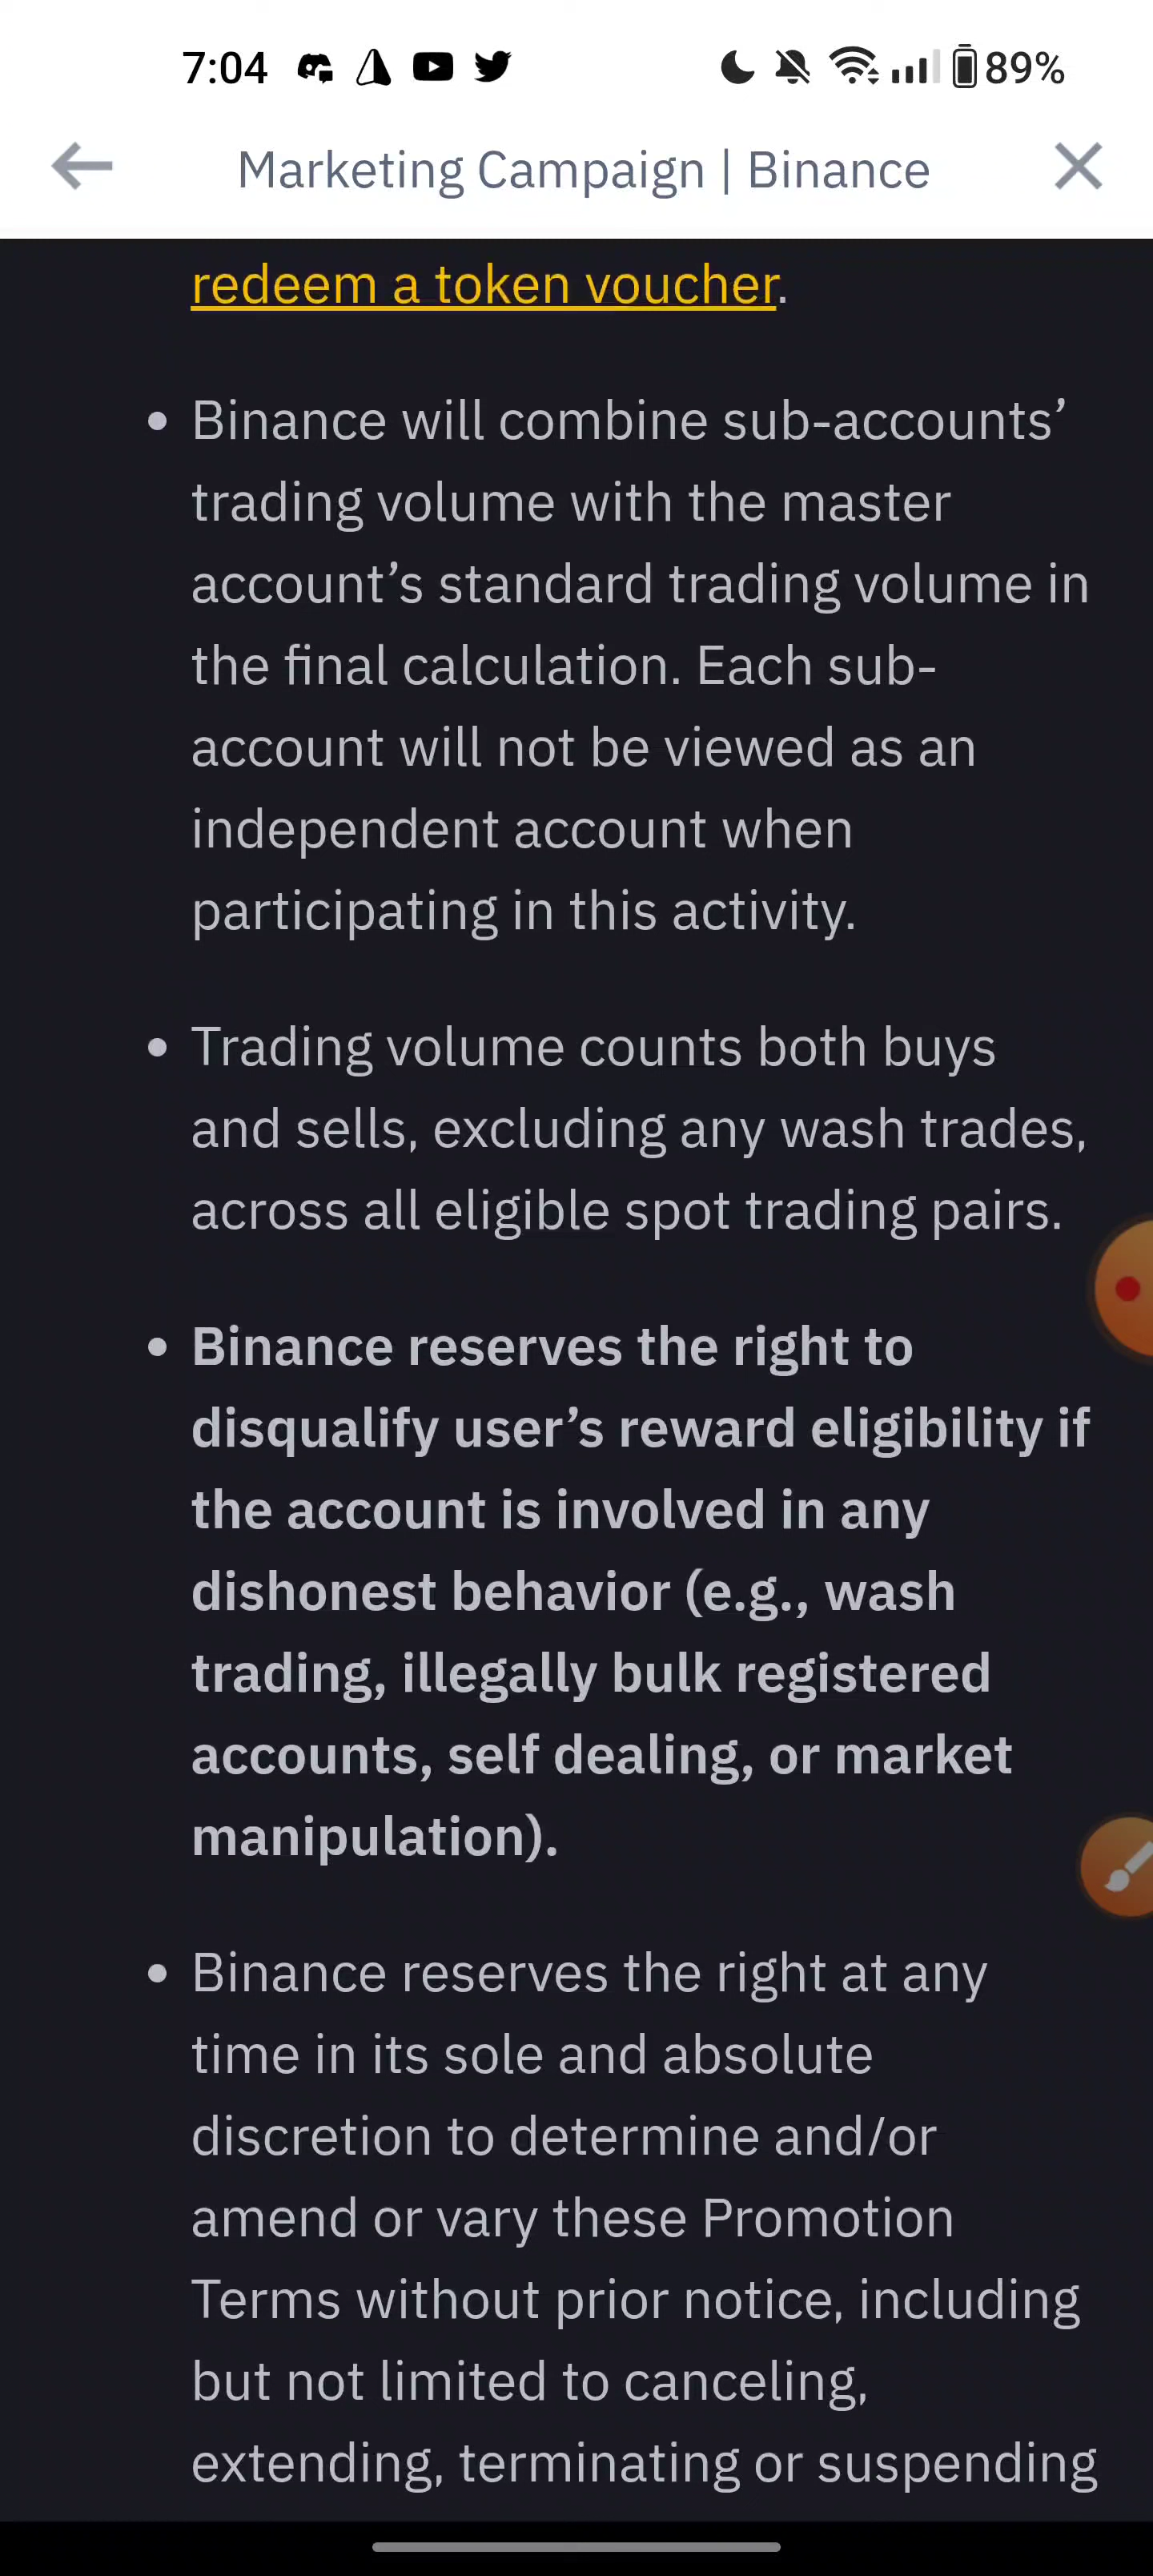 7:04
89%
Marketing Campaign | Binance
redeem a token voucher.
• Binance will combine sub-accounts’
trading volume with the master
account’s standard trading volume in
the final calculation. Each sub-
account will not be viewed as an
independent account when
participating in this activity.
• Trading volume counts both buys
and sells, excluding any wash trades,
across all eligible spot trading pairs.
• Binance reserves the right to
disqualify user’s reward eligibility if
the account is involved in any
dishonest behavior (e.g., wash
trading, illegally bulk registered
accounts, self dealing, or market
manipulation).
• Binance reserves the right at any
time in its sole and absolute
discretion to determine and/or
amend or vary these Promotion
Terms without prior notice, including
but not limited to canceling,
extending, terminating or suspending